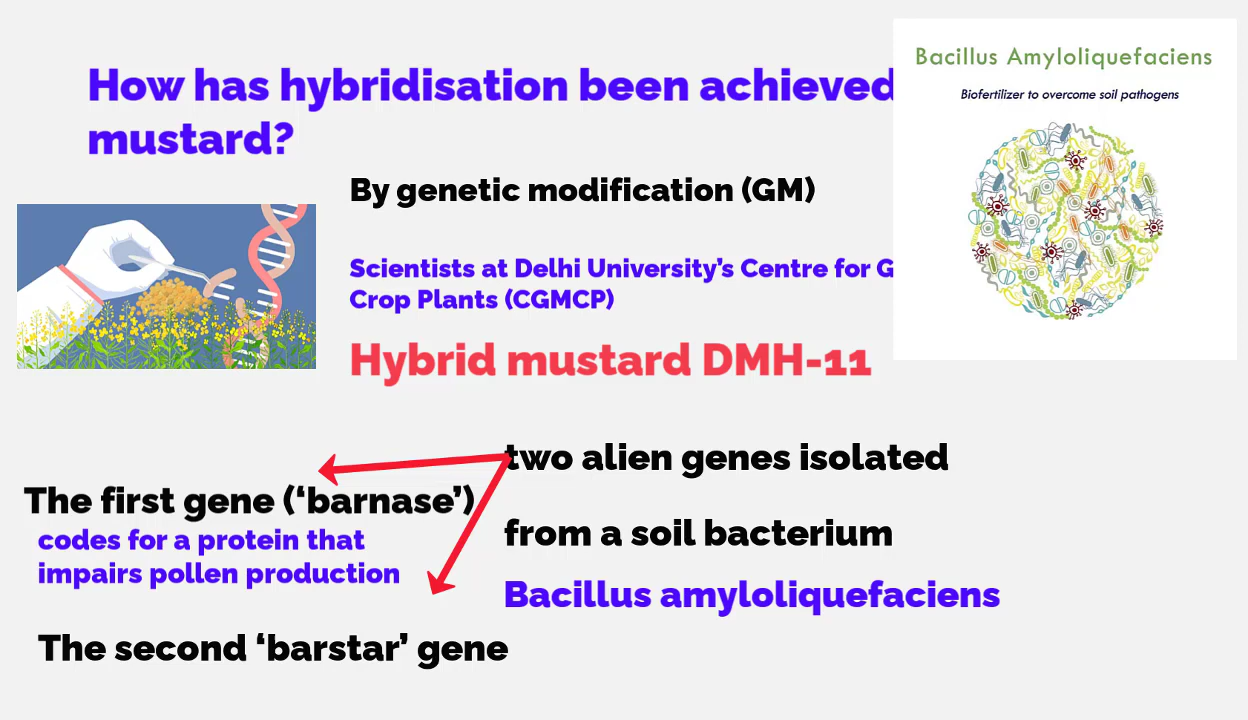 How has hybridisation been achieved
mustard?
Bacillus Amyloliquefaciens
Biofertilizer to overcome soil pathogens
By genetic modification (GM)
Scientists at Delhi University’s Centre for G
Crop Plants (CGMCP)
Hybrid mustard DMH-11
two alien genes isolated
from a soil bacterium
Bacillus amyloliquefaciens
The first gene (‘barnase’)
codes for a protein that
impairs pollen production
The second ‘barstar’ gene